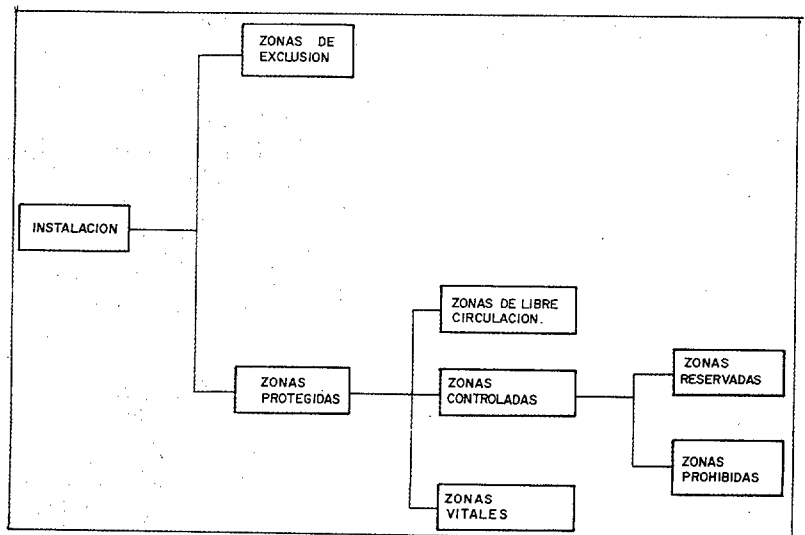 ZONAS DE
EXCLUSION
INSTALACION
ZONAS DE LIBRE
CIRCULACION.
ZONAS
PROTEGIDAS
ZONAS
CONTROLADAS
ZONAS
RESERVADAS
ZONAS
PROHIBIDAS
ZONAS
VITALES